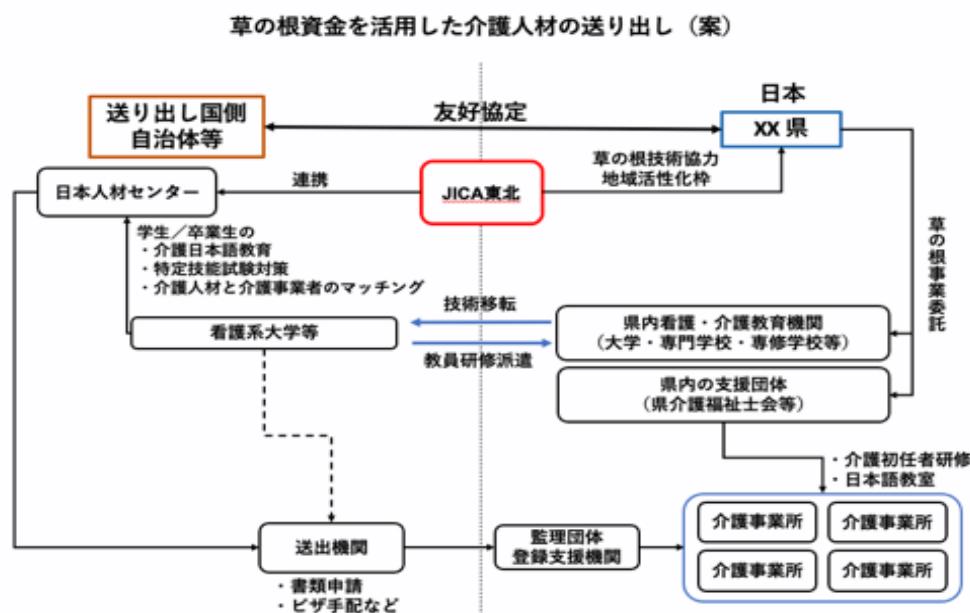 草の根資金を活用した介護人材の送り出し（案）
送り出し国側
自治体等
友好協定
日本
XX 県
日本人材センター
連携
JICA東北
草の根技術協力
地域活性化枠
学生／卒業生の
・介護日本語教育
・特定技能試験対策
・介護人材と介護事業者のマッチング
草の根事業委託
看護系大学等
技術移転
教員研修派遣
県内看護・介護教育機関
（大学・専門学校・専修学校等）
県内の支援団体
（県介護福祉士会等）
・介護初任者研修
・日本語教室
送出機関
・書類申請
・ビザ手配など
監理団体
登録支援機関
介護事業所
介護事業所
介護事業所
介護事業所